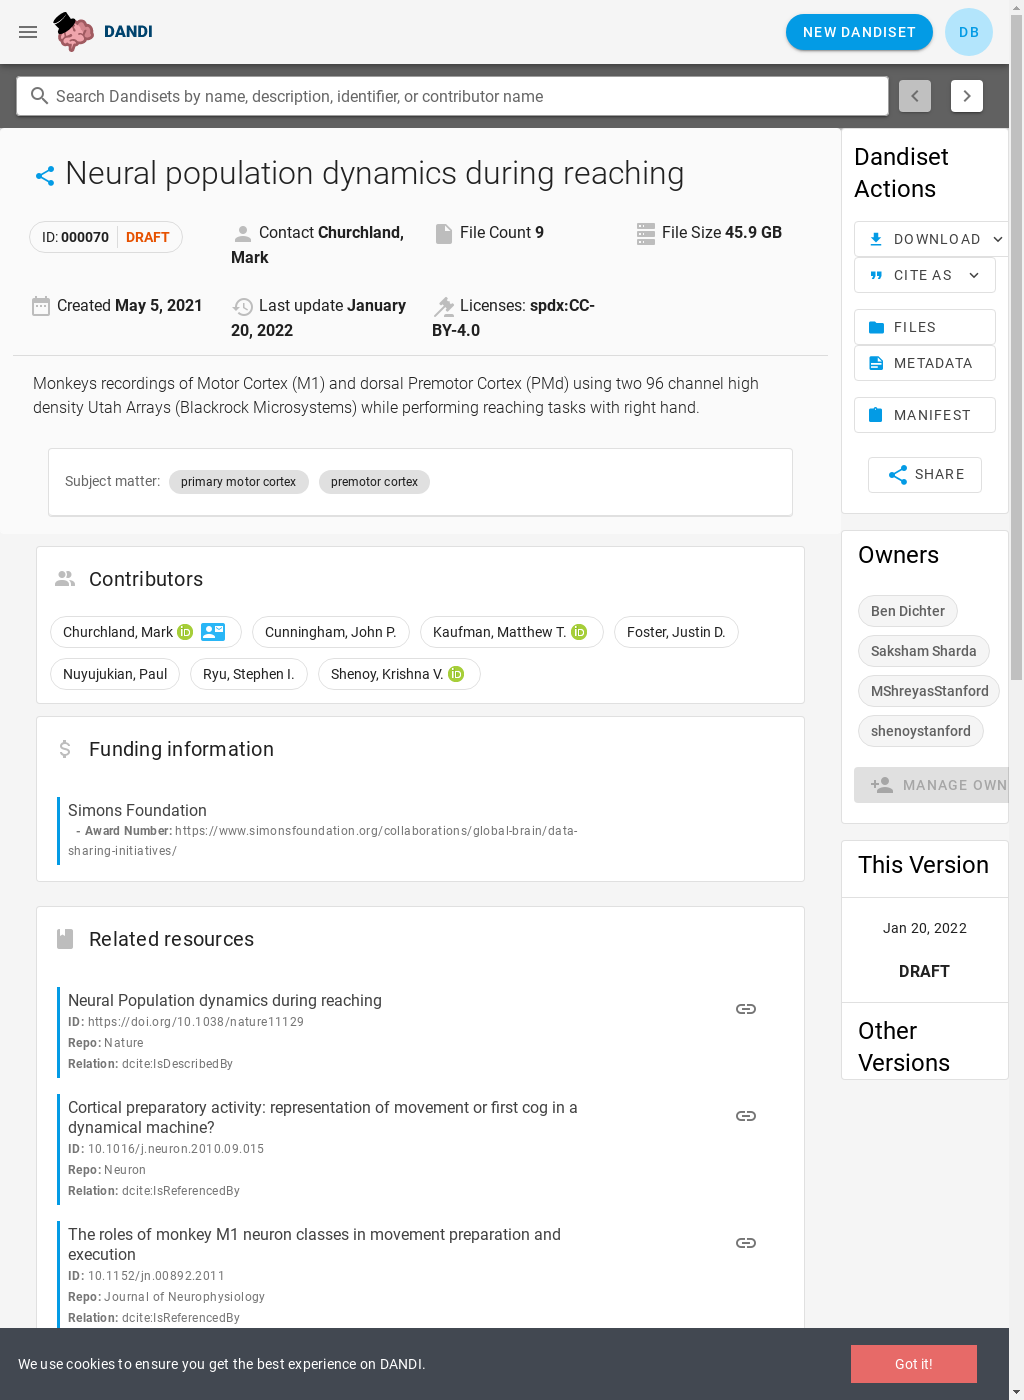 DANDI
NEW DANDISET
DB
Search Dandisets by name, description, identifier, or contributor name
Neural population dynamics during reaching
ID: 000070 DRAFT
Contact Churchland,
Mark
File Count 9
File Size 45.9 GB
Created May 5, 2021
Last update January
20, 2022
Licenses: spdx:CC-
BY-4.0
Monkeys recordings of Motor Cortex (M1) and dorsal Premotor Cortex (PMd) using two 96 channel high
density Utah Arrays (Blackrock Microsystems) while performing reaching tasks with right hand.
Subject matter: primary motor cortex premotor cortex
Contributors
Churchland, Mark iD Cunningham, John P. Kaufman, Matthew T. iD Foster, Justin D.
Nuyujukian, Paul Ryu, Stephen I. Shenoy, Krishna V. iD
Funding information
Simons Foundation
- Award Number: https://www.simonsfoundation.org/collaborations/global-brain/data-
sharing-initiatives/
Related resources
Neural Population dynamics during reaching
ID: https://doi.org/10.1038/nature11129
Repo: Nature
Relation: dcite:IsDescribedBy
Cortical preparatory activity: representation of movement or first cog in a
dynamical machine?
ID: 10.1016/j.neuron.2010.09.015
Repo: Neuron
Relation: dcite:IsReferencedBy
The roles of monkey M1 neuron classes in movement preparation and
execution
ID: 10.1152/jn.00892.2011
Repo: Journal of Neurophysiology
Relation: dcite:IsReferencedBy
Dandiset
Actions
DOWNLOAD
CITE AS
FILES
METADATA
MANIFEST
SHARE
Owners
Ben Dichter
Saksham Sharda
MShreyasStanford
shenoystanford
MANAGE OWN
This Version
Jan 20, 2022
DRAFT
Other
Versions
We use cookies to ensure you get the best experience on DANDI.
Got it!